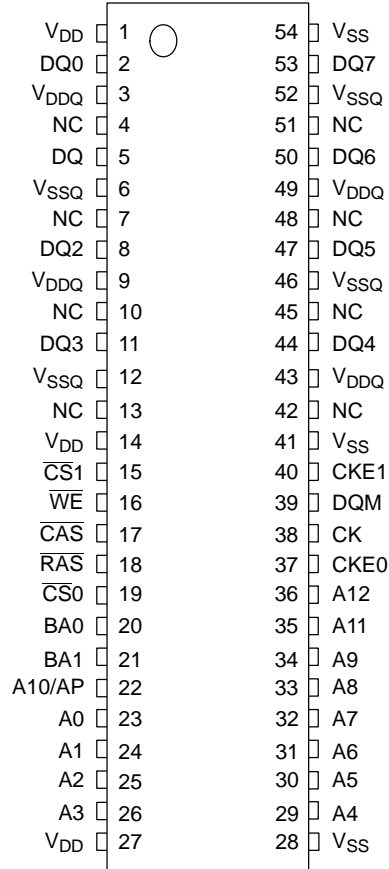 VDD 1 54 VSS
DQ0 2 53 DQ7
VDDQ 3 52 VSSQ
NC 4 51 NC
DQ 5 50 DQ6
VSSQ 6 49 VDDQ
NC 7 48 NC
DQ2 8 47 DQ5
VDDQ 9 46 VSSQ
NC 10 45 NC
DQ3 11 44 DQ4
VSSQ 12 43 VDDQ
NC 13 42 NC
VDD 14 41 VSS
C̅S̅1 15 40 CKE1
W̅E̅ 16 39 DQM
C̅A̅S̅ 17 38 CK
R̅A̅S̅ 18 37 CKE0
C̅S̅0 19 36 A12
BA0 20 35 A11
BA1 21 34 A9
A10/AP 22 33 A8
A0 23 32 A7
A1 24 31 A6
A2 25 30 A5
A3 26 29 A4
VDD 27 28 VSS